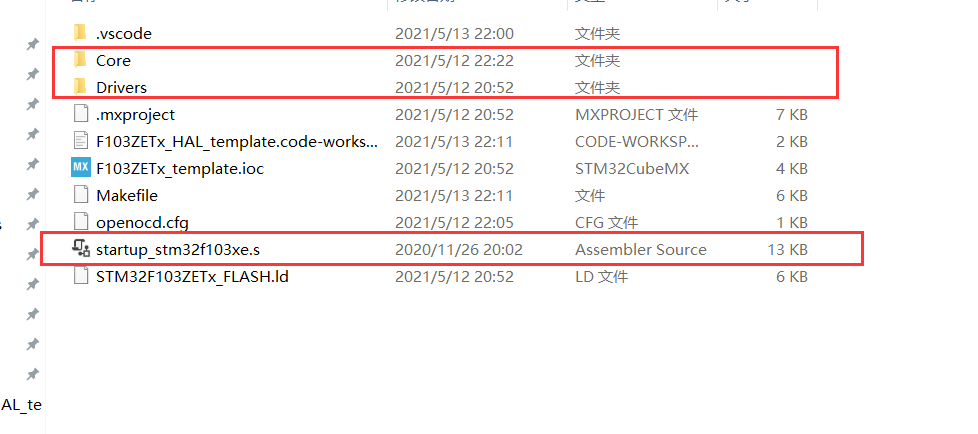 .vscode 2021/5/13 22:00 文件夹
Core 2021/5/12 22:22 文件夹
Drivers 2021/5/12 20:52 文件夹
.mxproject 2021/5/12 20:52 MXPROJECT 文件 7 KB
F103ZETx_HAL_template.code-works... 2021/5/13 22:11 CODE-WORKSP... 2 KB
MX F103ZETx_template.ioc 2021/5/12 20:52 STM32CubeMX 4 KB
Makefile 2021/5/13 22:11 文件 6 KB
openocd.cfg 2021/5/12 22:05 CFG 文件 1 KB
startup_stm32f103xe.s 2020/11/26 20:02 Assembler Source 13 KB
STM32F103ZETx_FLASH.ld 2021/5/12 20:52 LD 文件 6 KB
AL_te